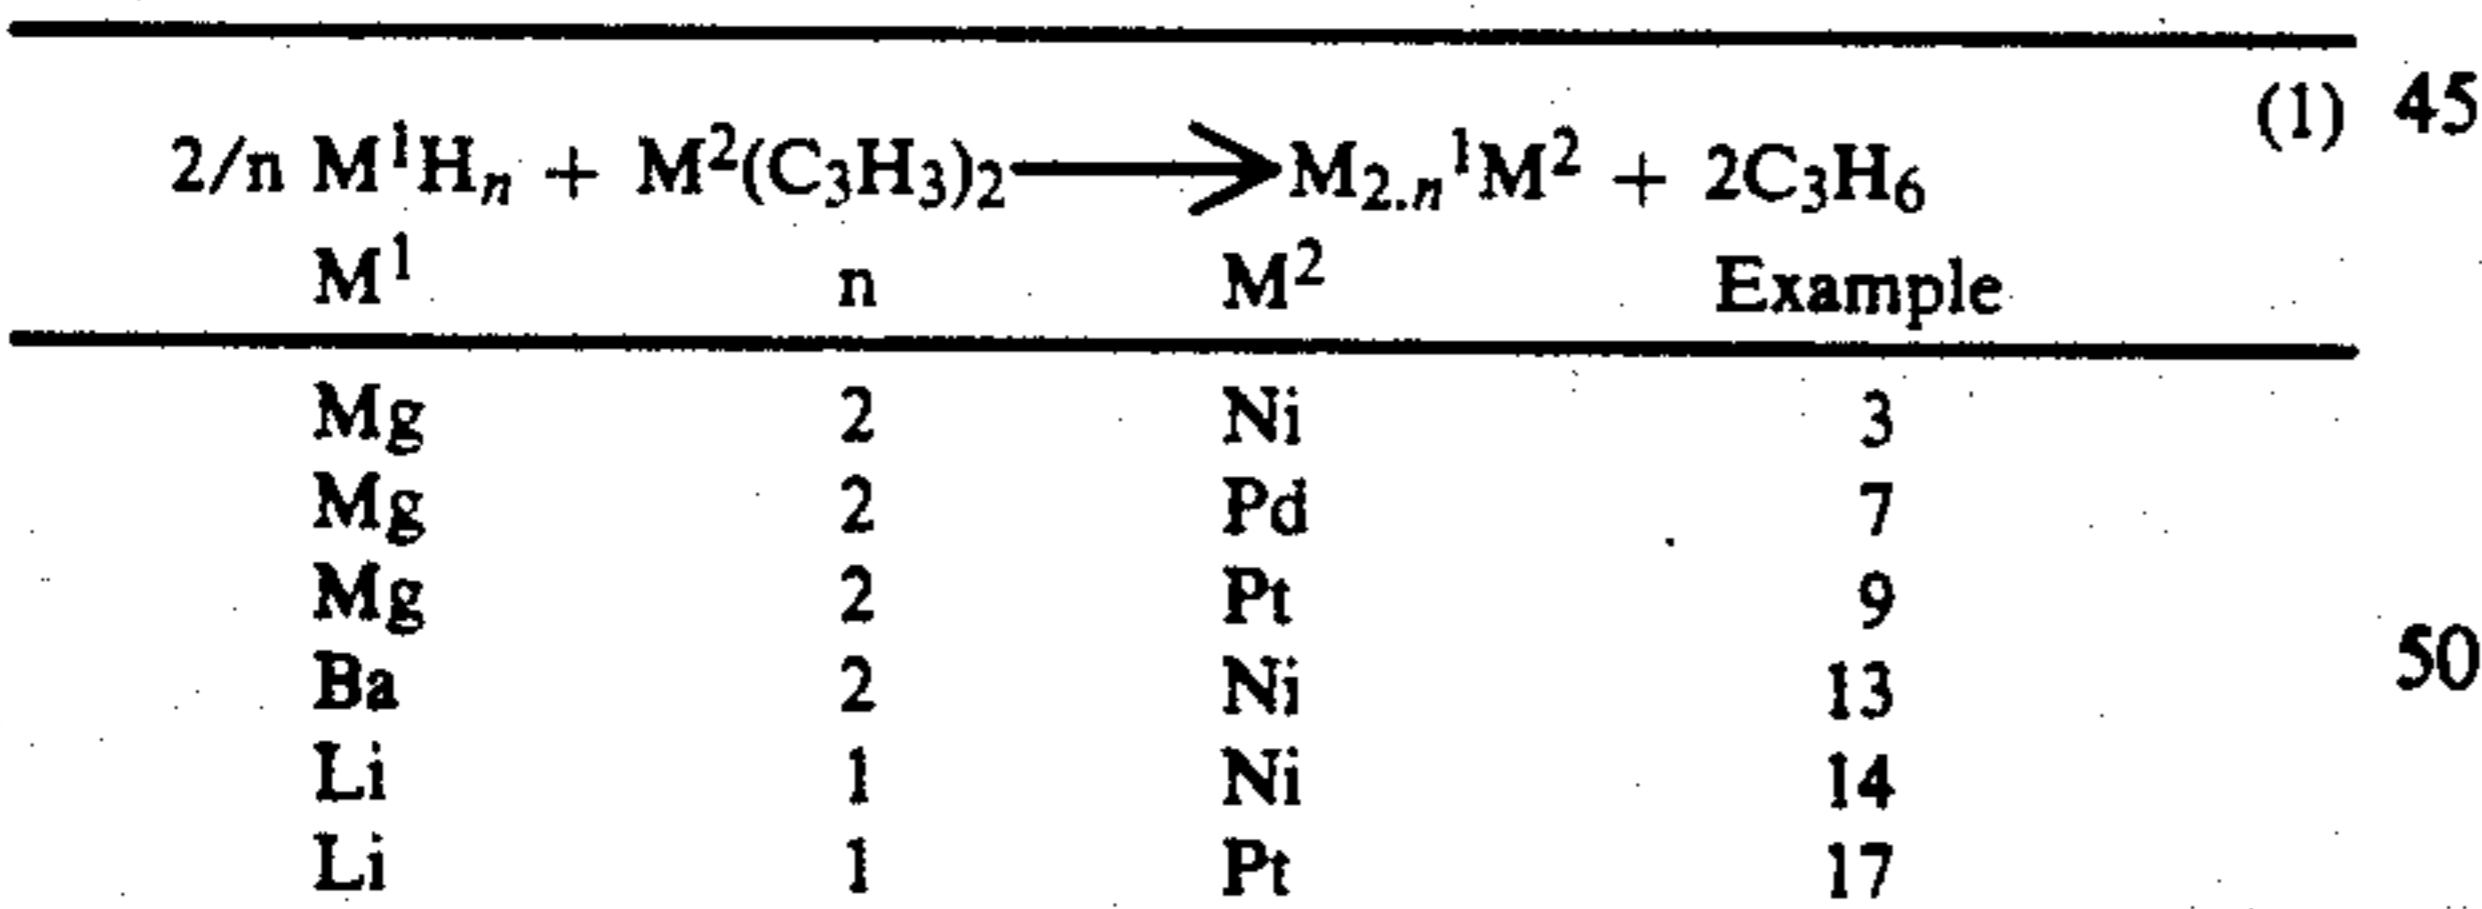 (1) 45
2/n M¹Hₙ + M²(C₃H₃)₂ ⟶ M₂.ₙ¹M² + 2C₃H₆
M¹ n M² Example
Mg 2 Ni 3
Mg 2 Pd 7
Mg 2 Pt 9
Ba 2 Ni 13 50
Li 1 Ni 14
Li 1 Pt 17